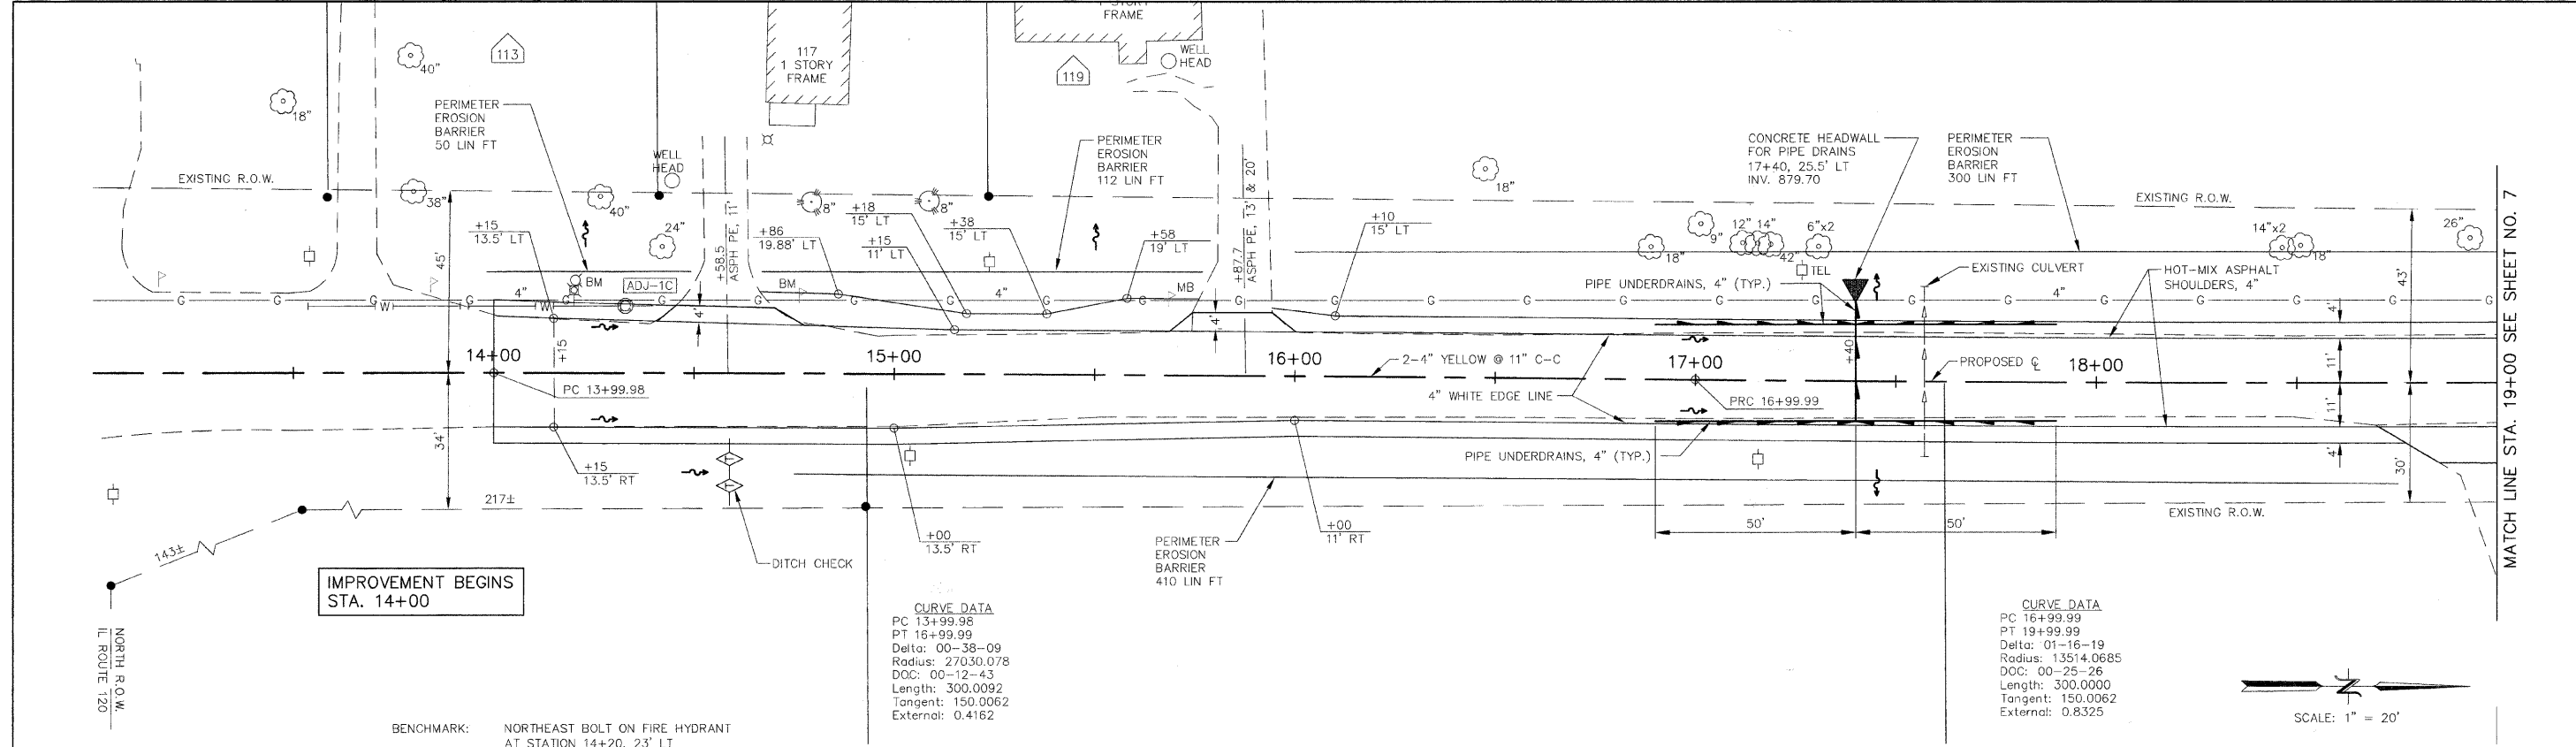 1 STORY
FRAME
WELL
HEAD
113
117
1 STORY
FRAME
119
40"
18"
PERIMETER
EROSION
BARRIER
50 LIN FT
WELL
HEAD
PERIMETER
EROSION
BARRIER
112 LIN FT
CONCRETE HEADWALL
FOR PIPE DRAINS
17+40, 25.5' LT
INV. 879.70
PERIMETER
EROSION
BARRIER
300 LIN FT
EXISTING R.O.W.
38"
40"
24"
8"
8"
18"
EXISTING R.O.W.
+15
13.5' LT
+58.5
ASPH PE, 11'
+86
19.88' LT
+18
15' LT
+15
11' LT
+38
15' LT
+58
19' LT
+87.7
ASPH PE, 13' & 20'
+10
15' LT
18"
9"
12"
14"
42"
6"x2
TEL
14"x2
18"
26"
45'
43'
BM
ADJ-1C
BM
MB
EXISTING CULVERT
HOT-MIX ASPHALT
SHOULDERS, 4"
PIPE UNDERDRAINS, 4" (TYP.)
G G G G G G G G G G G G G G G G G G G G G G G G G
4"
4"
4"
4"
W
W
4'
4'
4'
+15
+40
14+00
15+00
16+00
17+00
18+00
2-4" YELLOW @ 11" C-C
PROPOSED ℄
11'
PC 13+99.98
4" WHITE EDGE LINE
PRC 16+99.99
11'
34'
+15
13.5' RT
PIPE UNDERDRAINS, 4" (TYP.)
4'
30'
T
T
217±
+00
13.5' RT
+00
11' RT
50'
50'
EXISTING R.O.W.
143±
DITCH CHECK
PERIMETER
EROSION
BARRIER
410 LIN FT
MATCH LINE STA. 19+00 SEE SHEET NO. 7
IMPROVEMENT BEGINS
STA. 14+00
NORTH R.O.W.
IL ROUTE 120
CURVE DATA
PC 13+99.98
PT 16+99.99
Delta: 00-38-09
Radius: 27030.078
DOC: 00-12-43
Length: 300.0092
Tangent: 150.0062
External: 0.4162
CURVE DATA
PC 16+99.99
PT 19+99.99
Delta: 01-16-19
Radius: 13514.0685
DOC: 00-25-26
Length: 300.0000
Tangent: 150.0062
External: 0.8325
SCALE: 1" = 20'
BENCHMARK: NORTHEAST BOLT ON FIRE HYDRANT
AT STATION 14+20, 23' LT